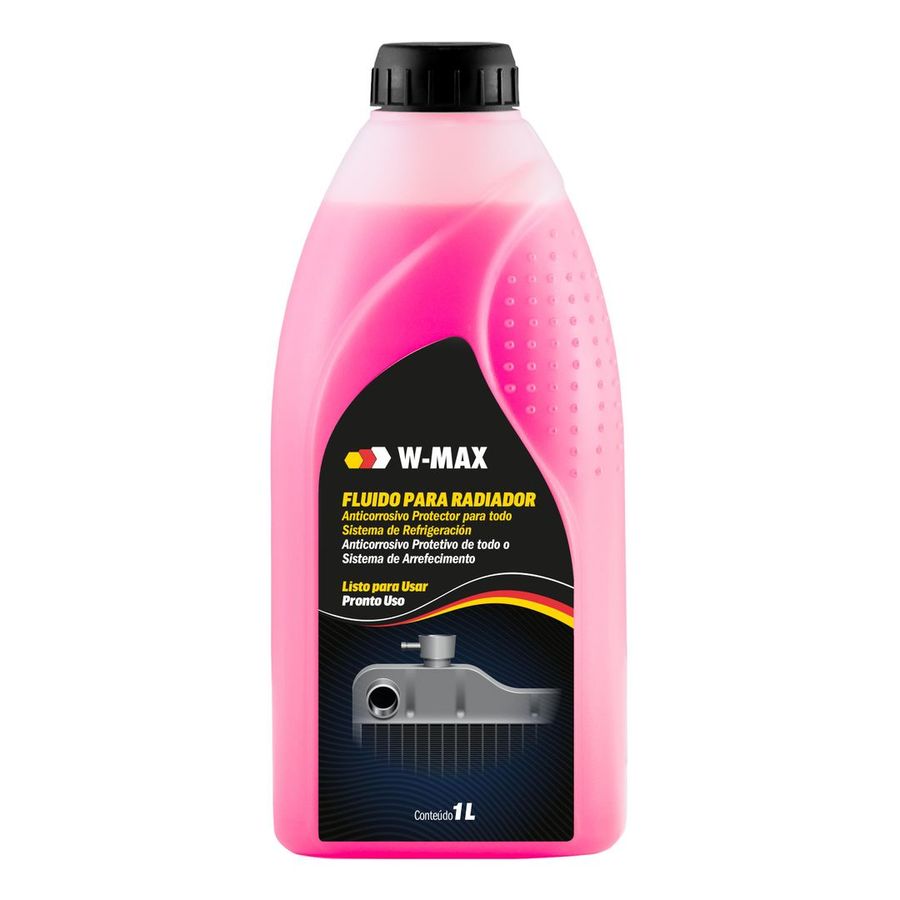 W-MAX
FLUIDO PARA RADIADOR
Anticorrosivo Protector para todo
Sistema de Refrigeración
Anticorrosivo Protetivo de todo o
Sistema de Arrefecimento
Listo para Usar
Pronto Uso
Conteúdo 1L